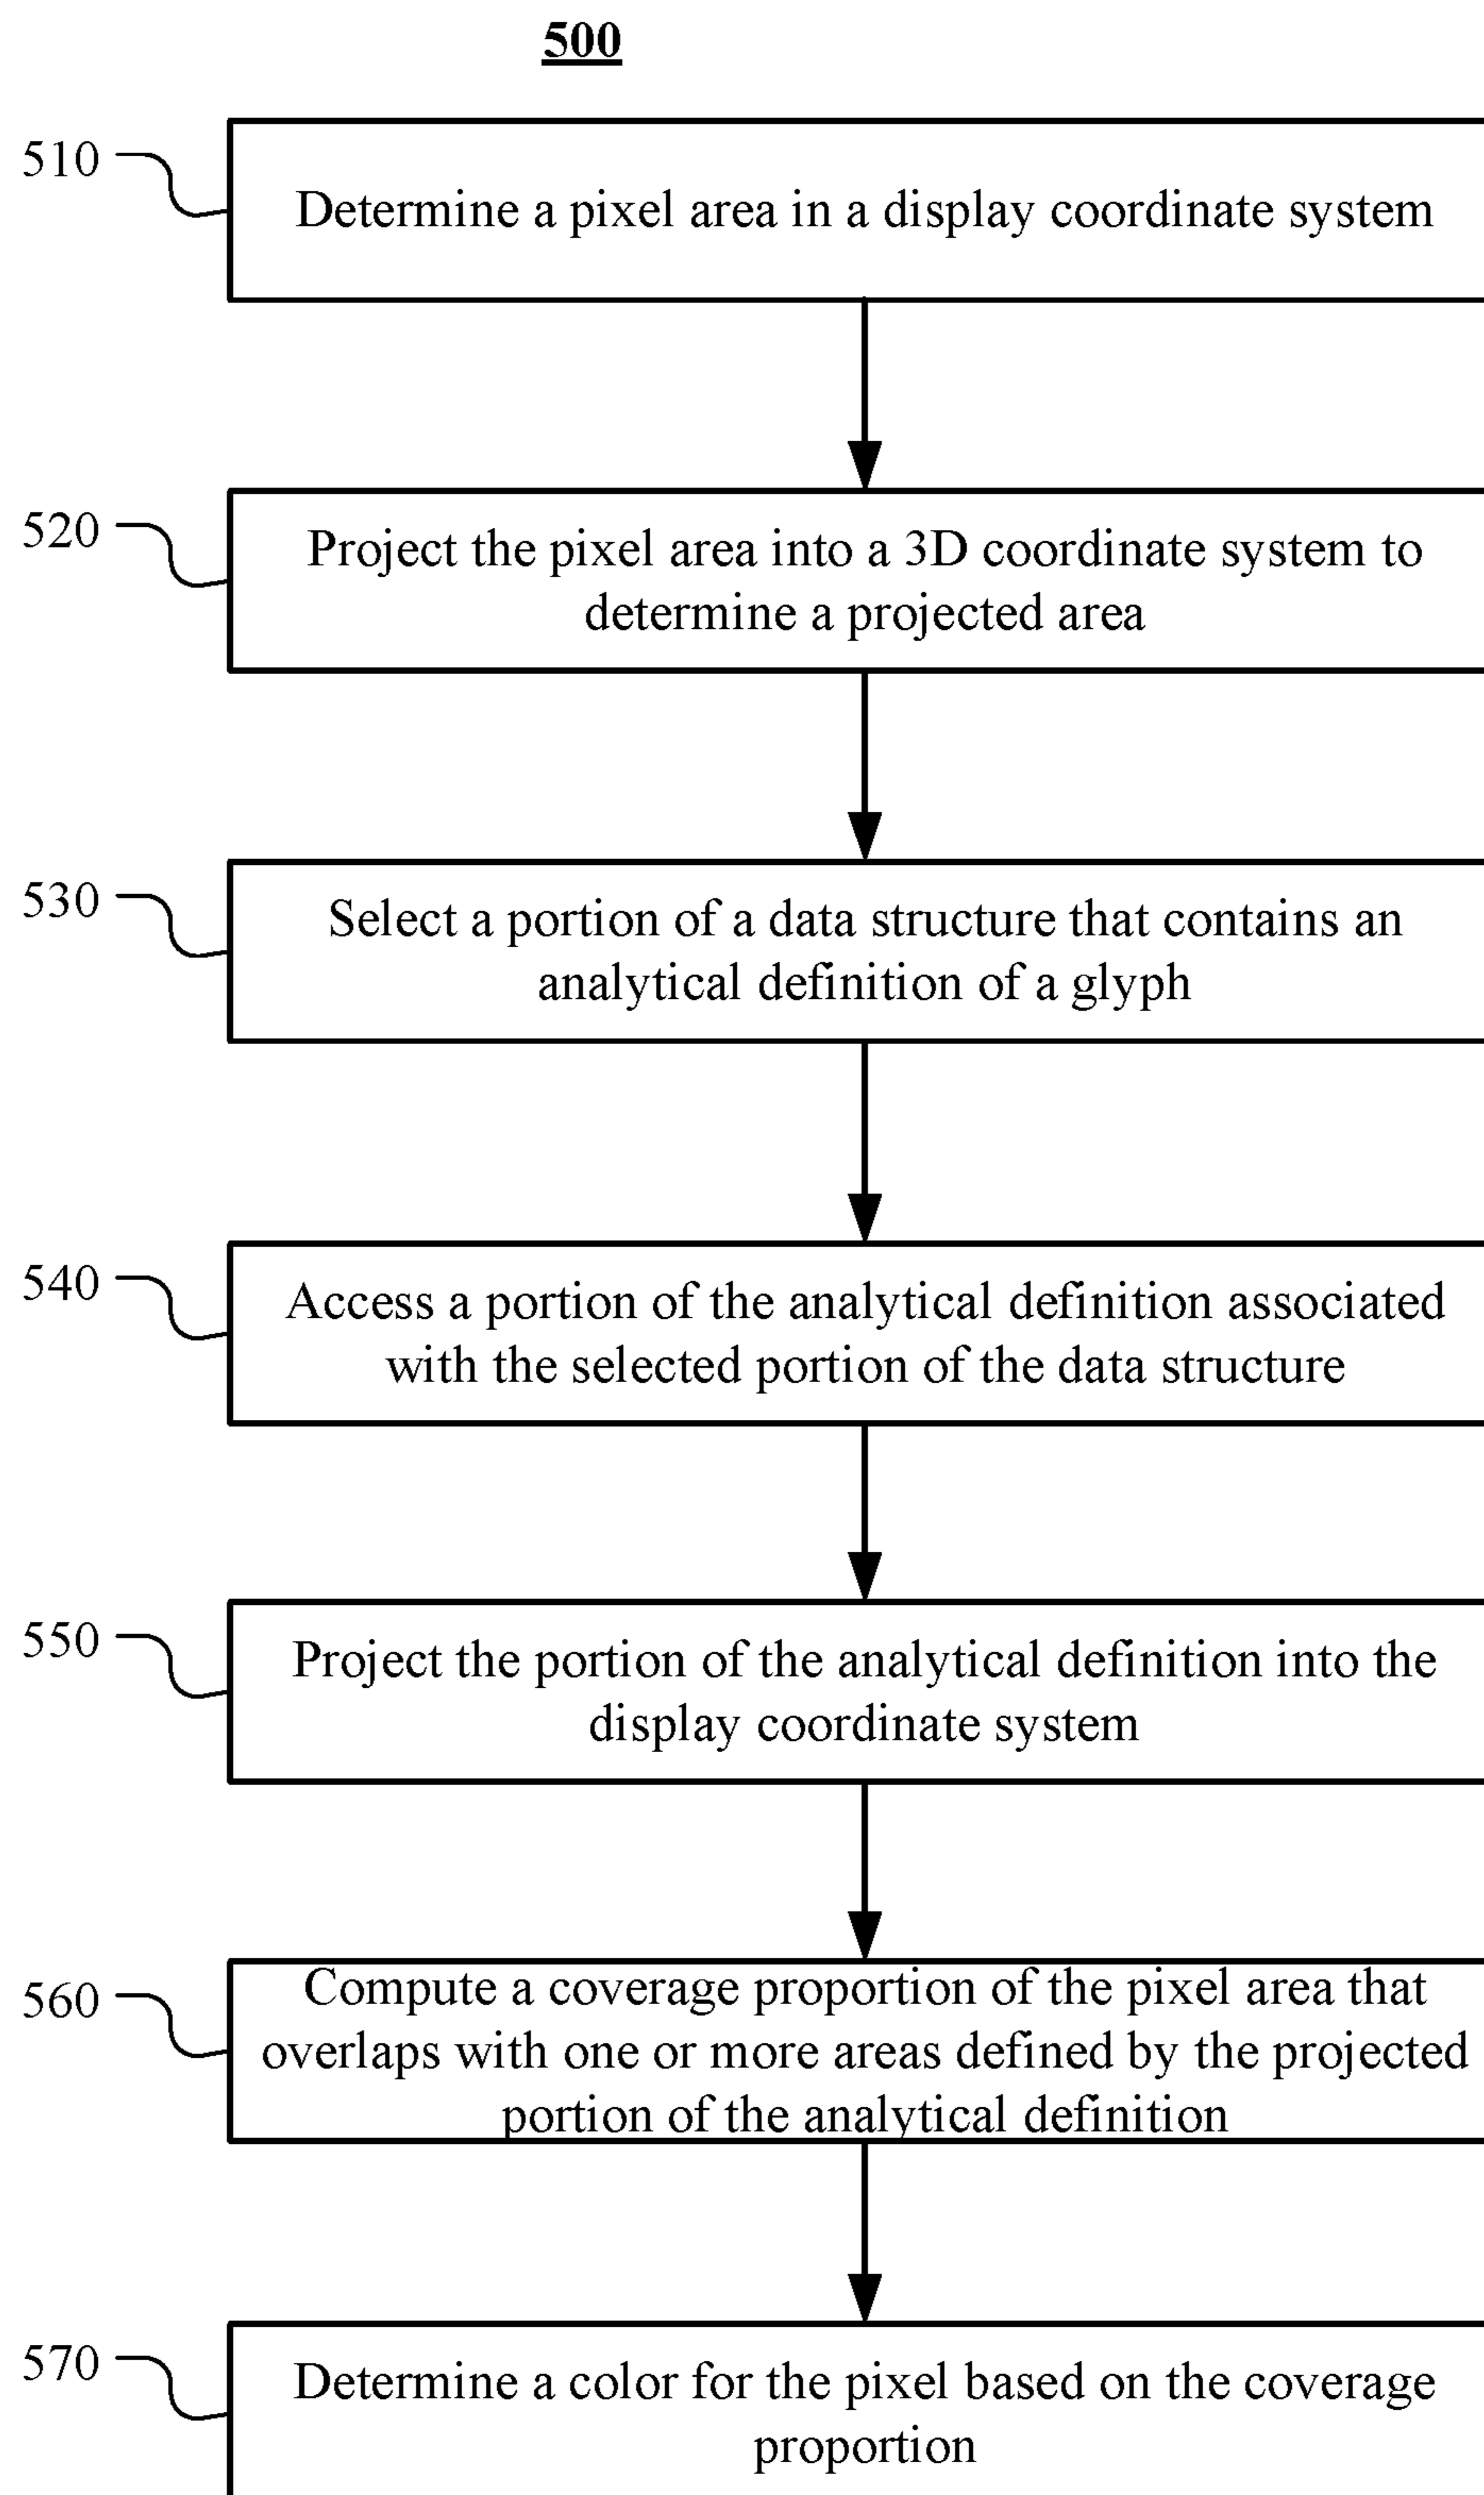 500
510
Determine a pixel area in a display coordinate system
520
Project the pixel area into a 3D coordinate system to
determine a projected area
530
Select a portion of a data structure that contains an
analytical definition of a glyph
540
Access a portion of the analytical definition associated
with the selected portion of the data structure
550
Project the portion of the analytical definition into the
display coordinate system
560
Compute a coverage proportion of the pixel area that
overlaps with one or more areas defined by the projected
portion of the analytical definition
570
Determine a color for the pixel based on the coverage
proportion